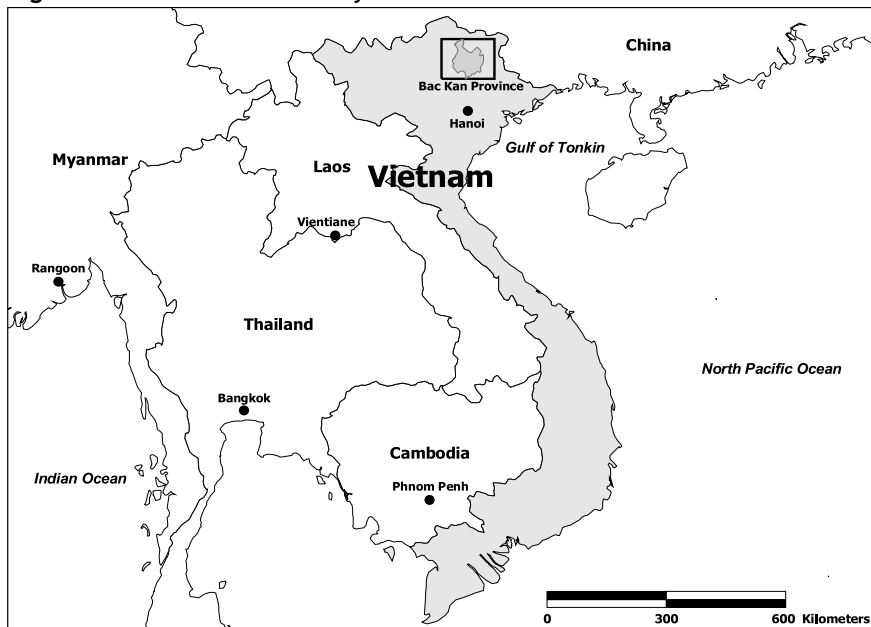 China
Bac Kan Province
Hanoi
Gulf of Tonkin
Myanmar
Laos
Vietnam
Vientiane
Rangoon
Thailand
North Pacific Ocean
Bangkok
Cambodia
Indian Ocean
Phnom Penh
0 300 600 Kilometers